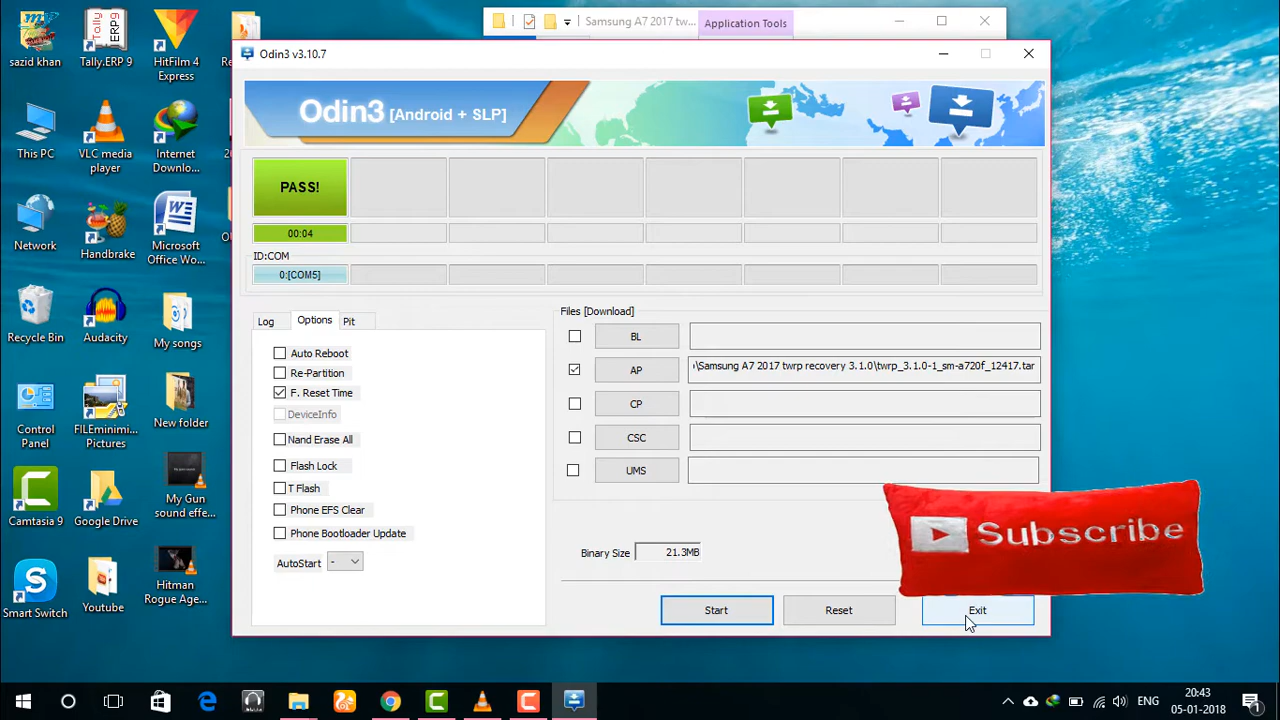 sazid khan
Tally.ERP 9
HitFilm 4
Express
Re
This PC
VLC media
player
Internet
Downlo...
Network
Handbrake
Microsoft
Office Wo...
Recycle Bin
Audacity
My songs
Control
Panel
FILEminimi...
Pictures
New folder
Camtasia 9
Google Drive
My Gun
sound effe...
Smart Switch
Youtube
Hitman
Rogue Age...
Samsung A7 2017 twr...
Application Tools
Odin3 v3.10.7
Odin3 [Android + SLP]
PASS!
00:04
ID:COM
0:[COM5]
Log
Options
Pit
Auto Reboot
Re-Partition
F. Reset Time
DeviceInfo
Nand Erase All
Flash Lock
T Flash
Phone EFS Clear
Phone Bootloader Update
AutoStart
-
Files [Download]
BL
AP
\Samsung A7 2017 twrp recovery 3.1.0\twrp_3.1.0-1_sm-a720f_12417.tar
CP
CSC
UMS
Binary Size
21.3MB
Subscribe
Start
Reset
Exit
ENG
20:43
05-01-2018